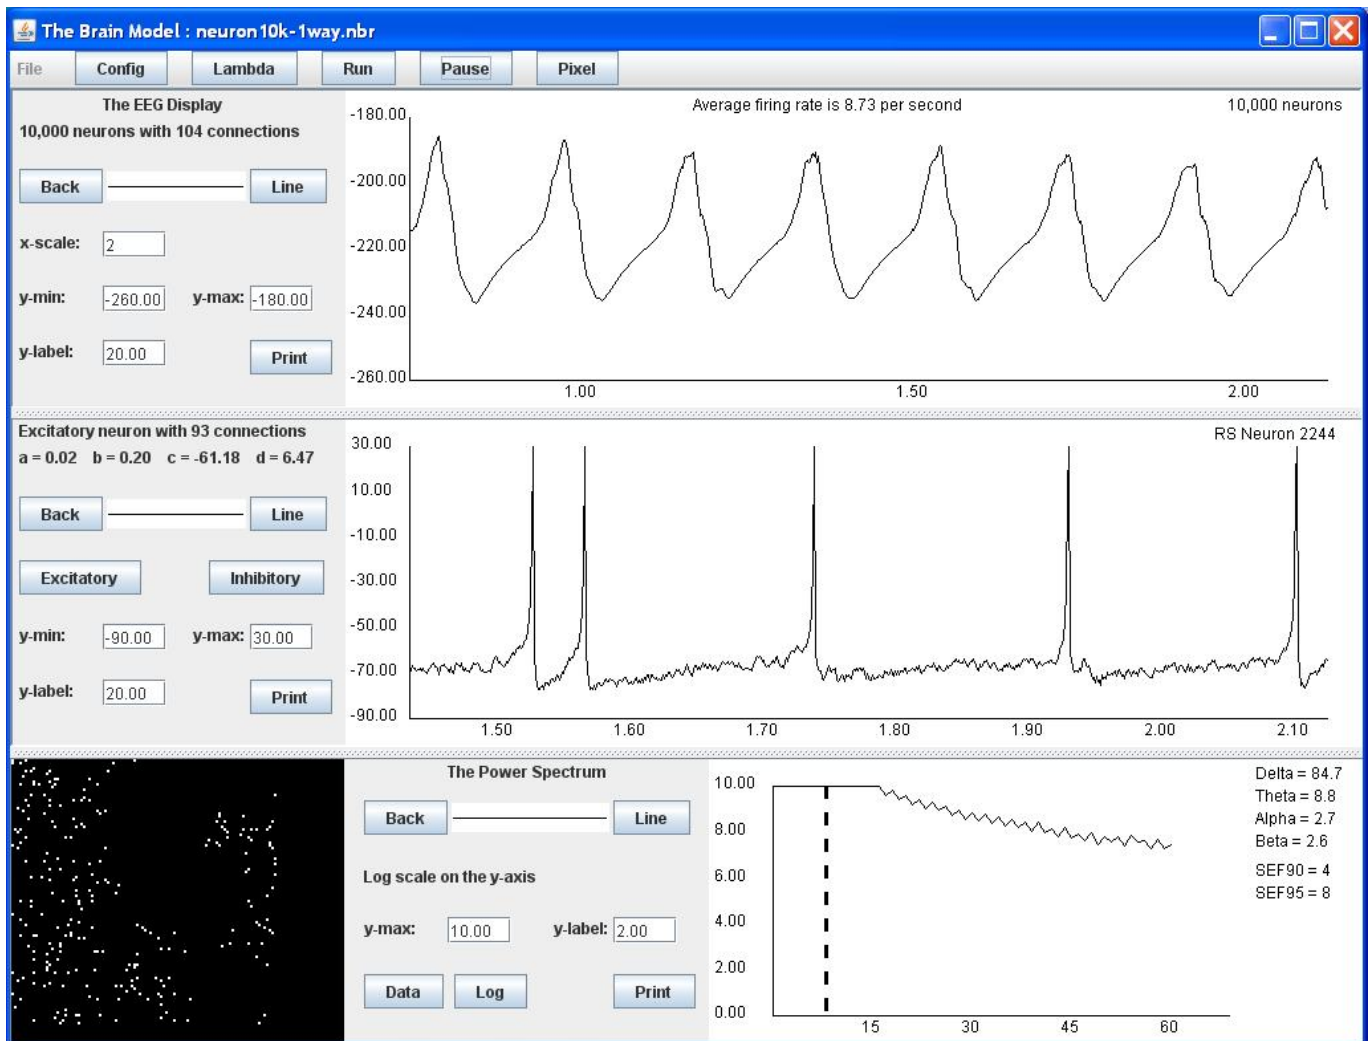 The Brain Model : neuron10k-1way.nbr
File Config Lambda Run Pause Pixel
The EEG Display
10,000 neurons with 104 connections
Back Line
x-scale: 2
y-min: -260.00 y-max: -180.00
y-label: 20.00 Print
Average firing rate is 8.73 per second
10,000 neurons
-180.00
-200.00
-220.00
-240.00
-260.00
1.00 1.50 2.00
Excitatory neuron with 93 connections
a = 0.02 b = 0.20 c = -61.18 d = 6.47
Back Line
Excitatory Inhibitory
y-min: -90.00 y-max: 30.00
y-label: 20.00 Print
RS Neuron 2244
30.00
10.00
-10.00
-30.00
-50.00
-70.00
-90.00
1.50 1.60 1.70 1.80 1.90 2.00 2.10
The Power Spectrum
Back Line
Log scale on the y-axis
y-max: 10.00 y-label: 2.00
Data Log Print
10.00
8.00
6.00
4.00
2.00
0.00
15 30 45 60
Delta = 84.7
Theta = 8.8
Alpha = 2.7
Beta = 2.6
SEF90 = 4
SEF95 = 8